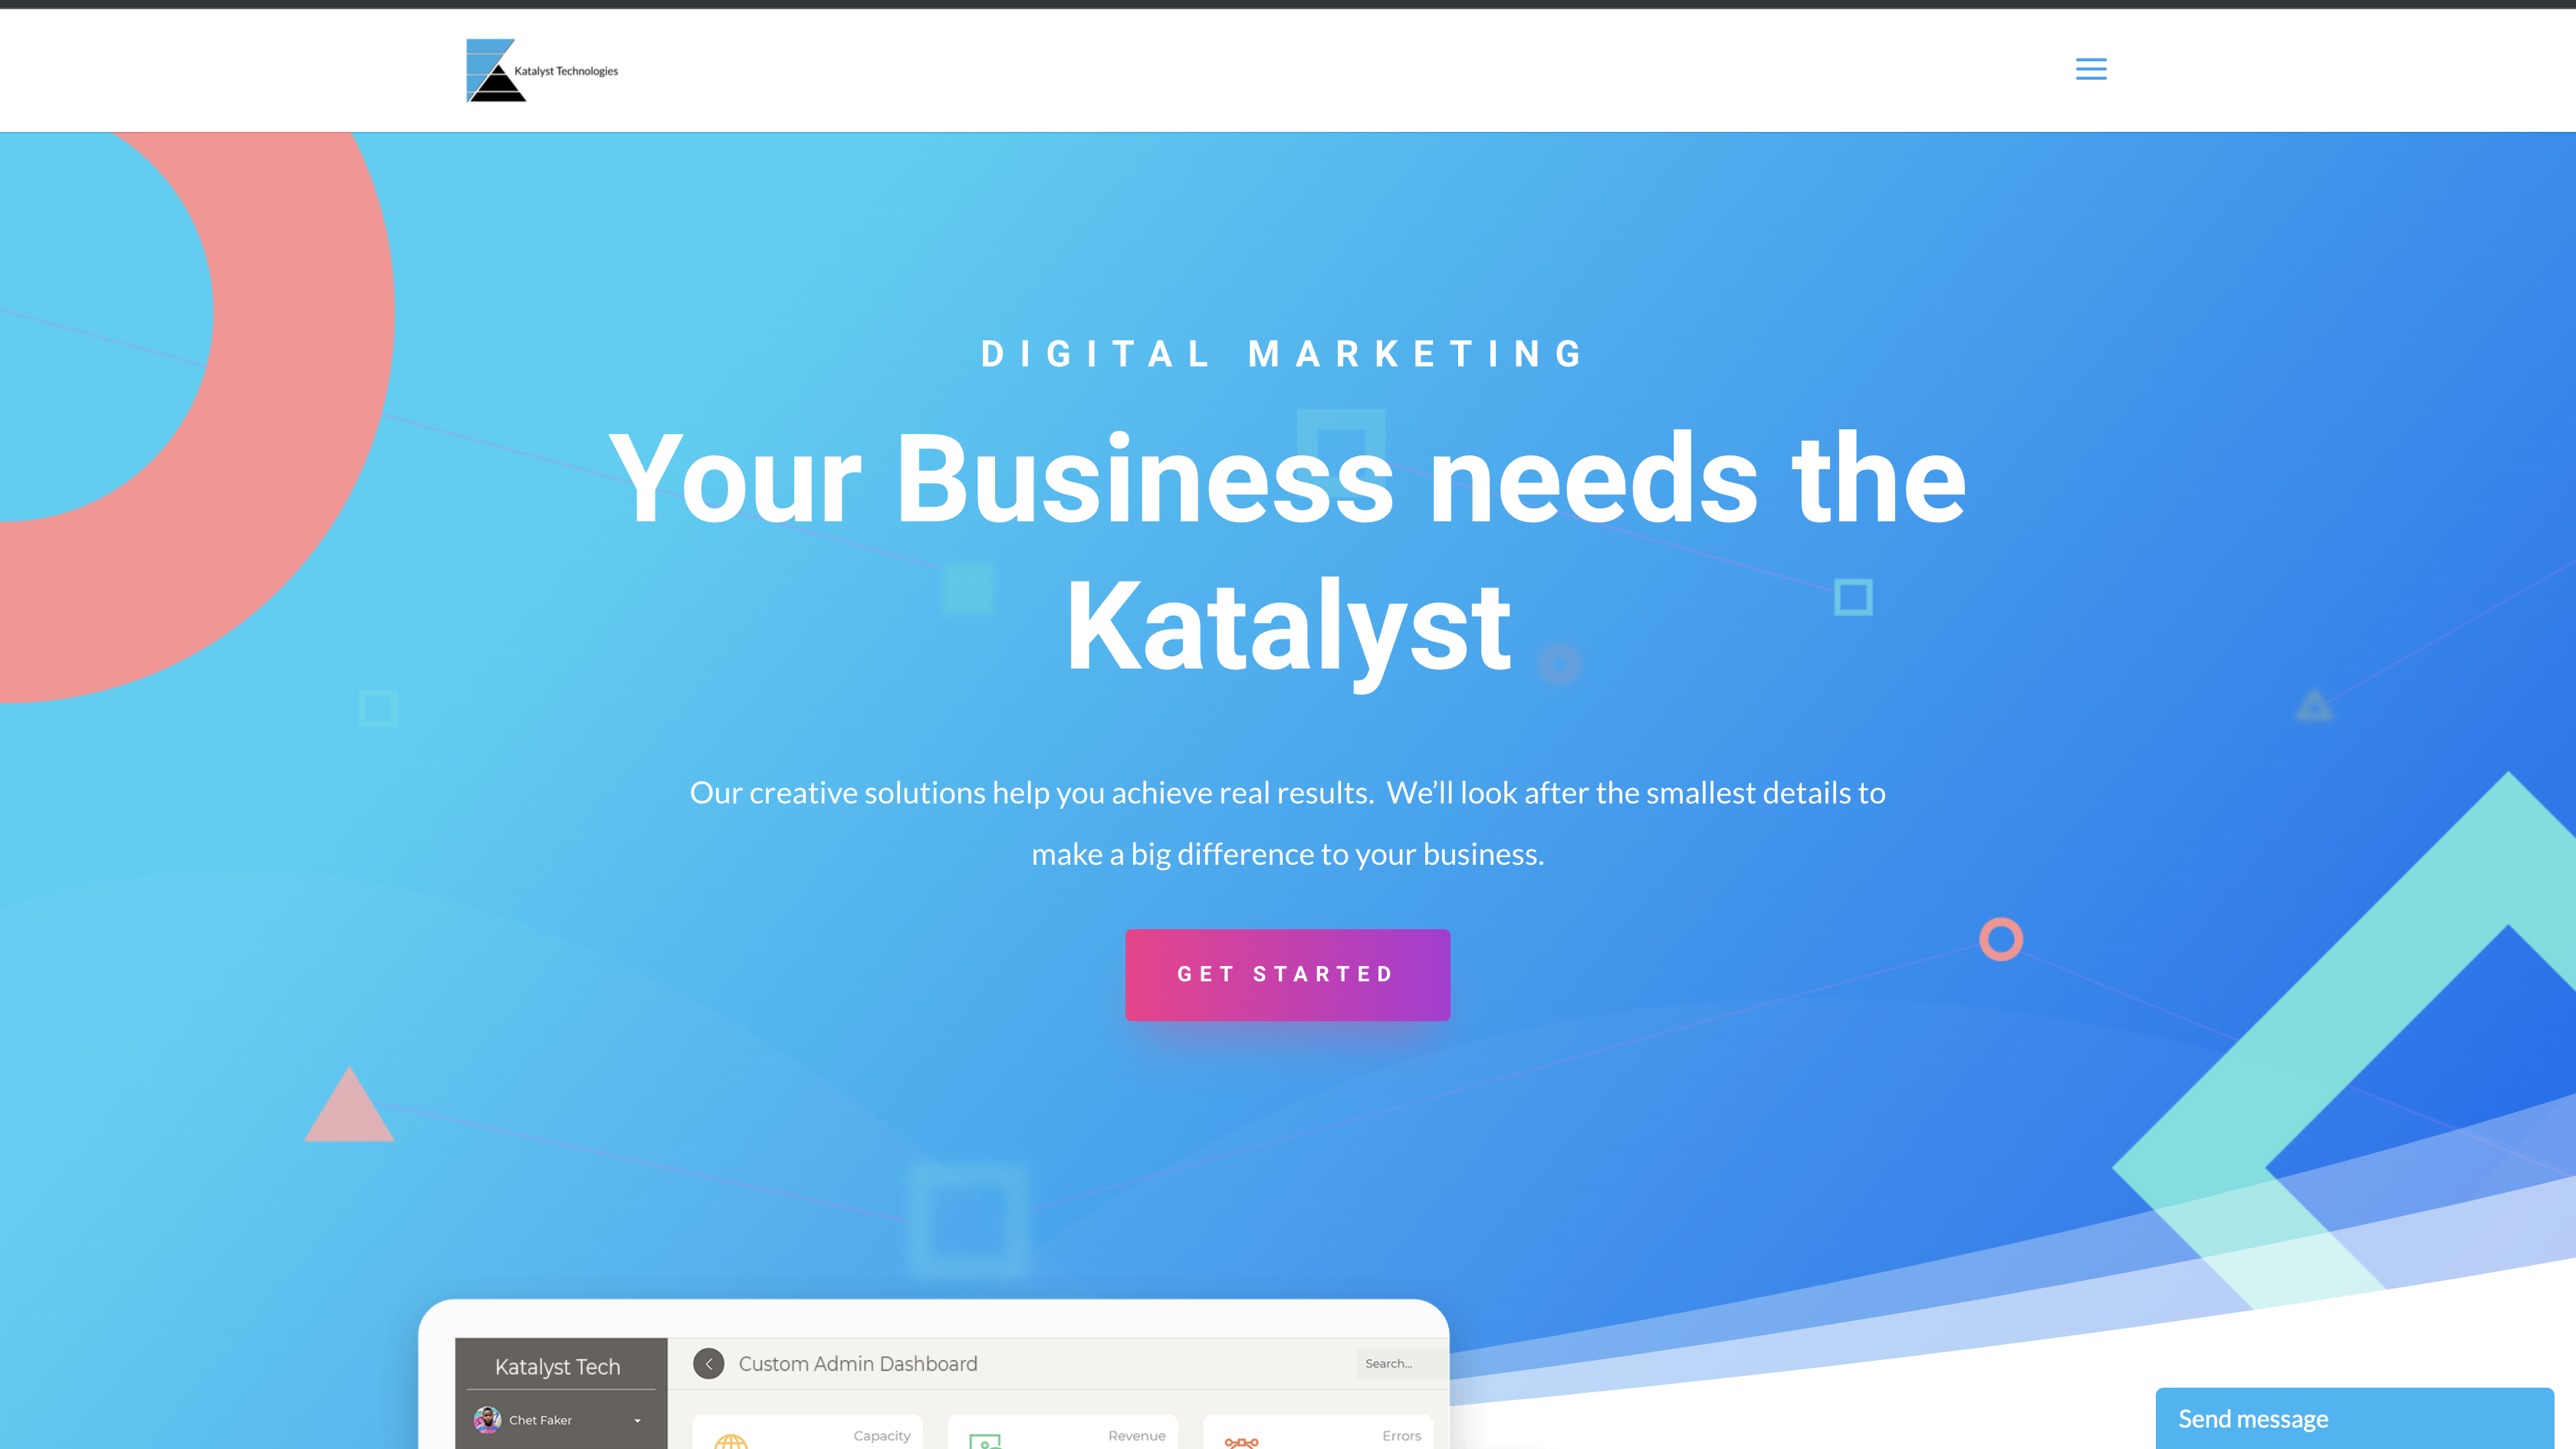 Katalyst Technologies
DIGITAL MARKETING
Your Business needs the
Katalyst
Our creative solutions help you achieve real results. We’ll look after the smallest details to
make a big difference to your business.
GET STARTED
Katalyst Tech
Custom Admin Dashboard
Search...
Chet Faker
Capacity
Revenue
Errors
Send message